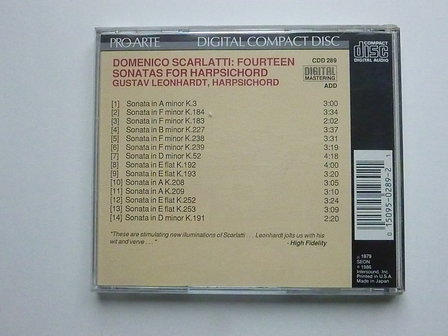 PRO ARTE DIGITAL COMPACT DISC
DOMENICO SCARLATTI: FOURTEEN
SONATAS FOR HARPSICHORD
GUSTAV LEONHARDT, HARPSICHORD
CDD 289
DIGITAL
MASTERING
ADD
COMPACT
disc
DIGITAL AUDIO
[1] Sonata in A minor K.3 3:00
[2] Sonata in F minor K.184 3:34
[3] Sonata in F minor K.183 2:02
[4] Sonata in B minor K.227 3:37
[5] Sonata in F minor K.238 3:31
[6] Sonata in F minor K.239 3:19
[7] Sonata in D minor K.52 4:18
[8] Sonata in E flat K.192 4:00
[9] Sonata in E flat K.193 3:20
[10] Sonata in A K.208 3:05
[11] Sonata in A K.209 3:10
[12] Sonata in E flat K.252 3:24
[13] Sonata in E flat K.253 3:09
[14] Sonata in D minor K.191 2:20
"These are stimulating new illuminations of Scarlatti . . . Leonhardt jolts us with his
wit and verve . . ."
- High Fidelity
0 15095-0289-2 1
1979
SEON
1986
Intersound, Inc.
Printed in U.S.A.
Made in Japan